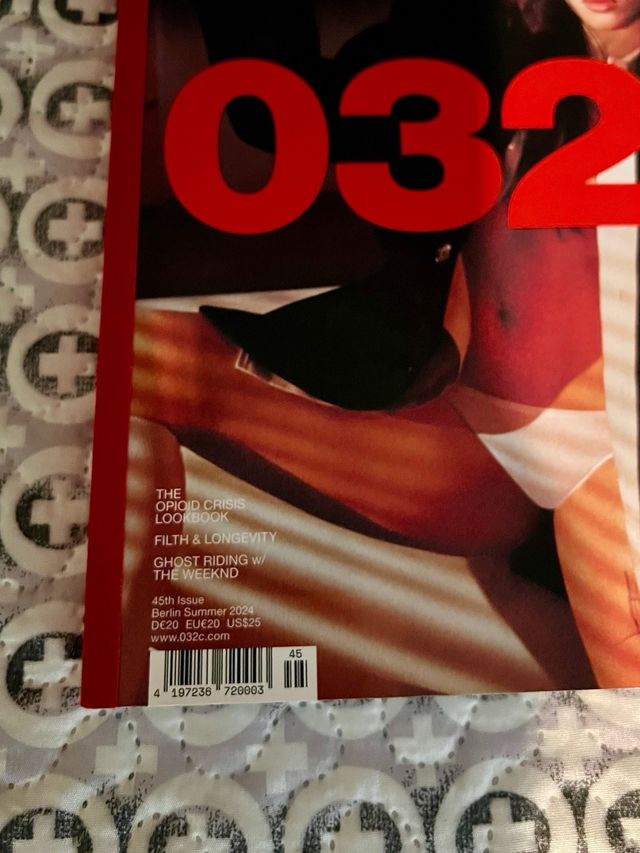 032
THE
OPIOID CRISIS
LOOKBOOK
FILTH & LONGEVITY
GHOST RIDING w/
THE WEEKND
45th Issue
Berlin Summer 2024
D€20 EU€20 US$25
www.032c.com
45
4 197236 720003